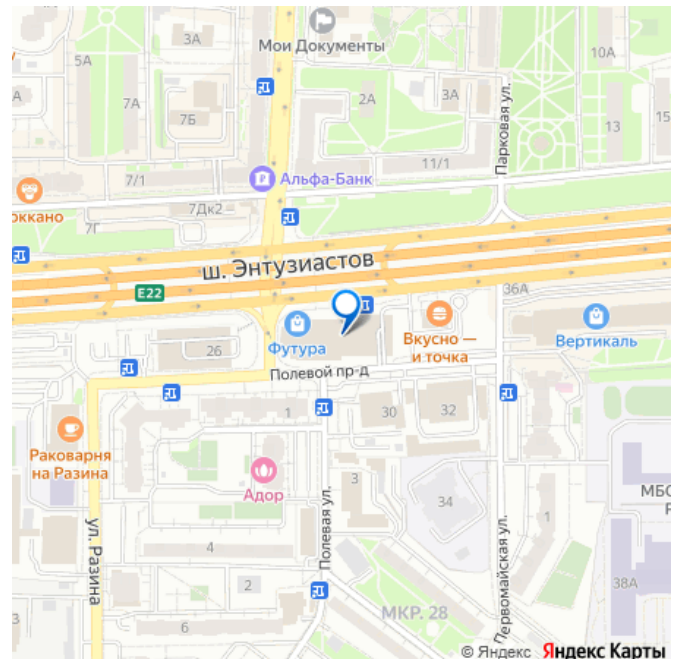 Мои Документы
3А
5А
7А
7Б
2А
3А
10А
13
15
А
Парковая ул.
11/1
7/1
Альфа-Банк
оккано
7Дк2
7Г
ш. Энтузиастов
E22
36А
Футура
Вкусно —
и точка
Вертикаль
26
Полевой пр-д
1
30
32
Раковарня
на Разина
Адор
3
34
Полевая ул.
Первомайская ул.
1
МБО
ул. Разина
4
2
38А
3
6
МКР. 28
© Яндекс Яндекс Карты